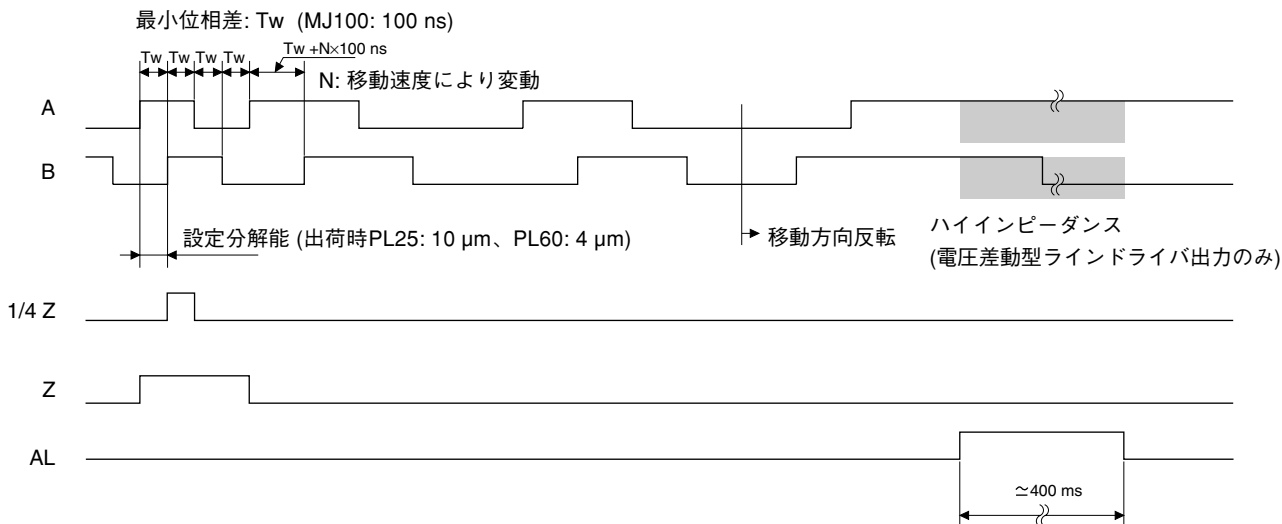 最小位相差: Tw (MJ100: 100 ns)
Tw Tw Tw Tw
Tw +N×100 ns
N: 移動速度により変動
A
B
設定分解能 (出荷時PL25: 10 µm、PL60: 4 µm)
移動方向反転
ハイインピーダンス
(電圧差動型ラインドライバ出力のみ)
1/4 Z
Z
AL
≃400 ms